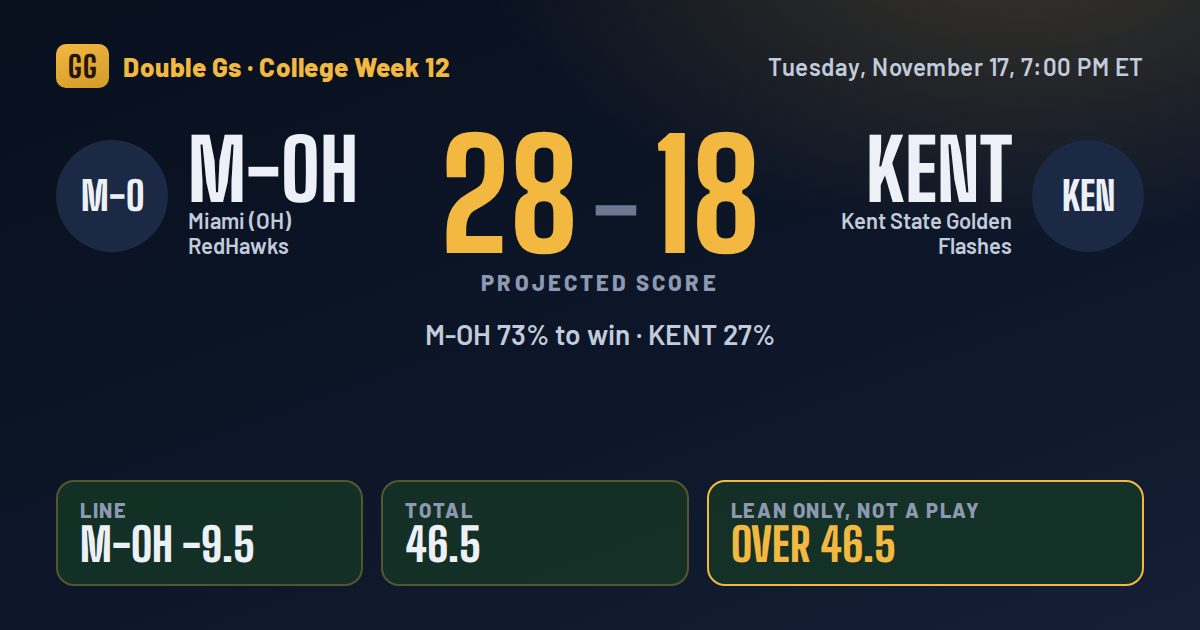 GG
Double Gs · College Week 12
Tuesday, November 17, 7:00 PM ET
M-O
M-OH
Miami (OH)
RedHawks
28 – 18
PROJECTED SCORE
M-OH 73% to win · KENT 27%
KENT
Kent State Golden
Flashes
KEN
LINE
M-OH -9.5
TOTAL
46.5
LEAN ONLY, NOT A PLAY
OVER 46.5